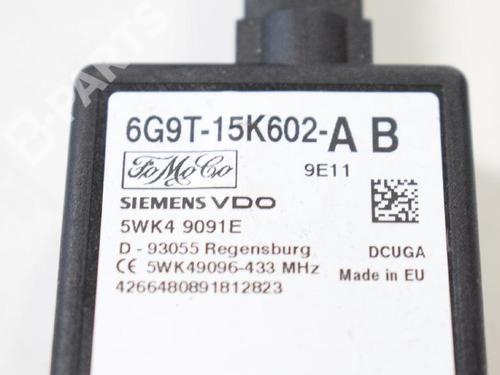 B-PARTS
6G9T-15K602-A B
FoMoCo
9E11
SIEMENS VDO
5WK4 9091E
D - 93055 Regensburg
DCUGA
CE 5WK49096-433 MHz
Made in EU
4266480891812823